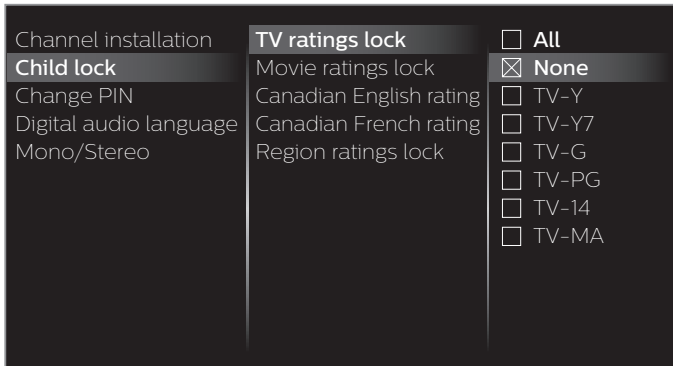 Channel installation
Child lock
Change PIN
Digital audio language
Mono/Stereo
TV ratings lock
Movie ratings lock
Canadian English rating
Canadian French rating
Region ratings lock
All
None
TV-Y
TV-Y7
TV-G
TV-PG
TV-14
TV-MA